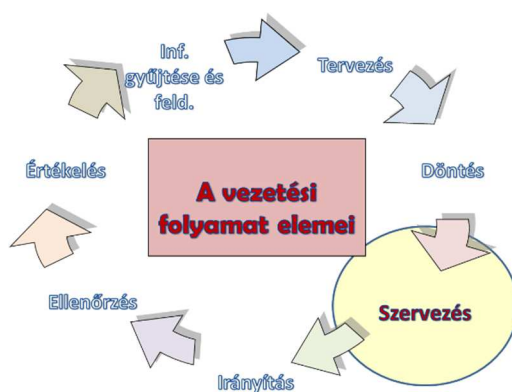 Inf.
gyűjtése és
feld.
Tervezés
Döntés
Szervezés
Irányítás
Ellenőrzés
Értékelés
A vezetési
folyamat elemei